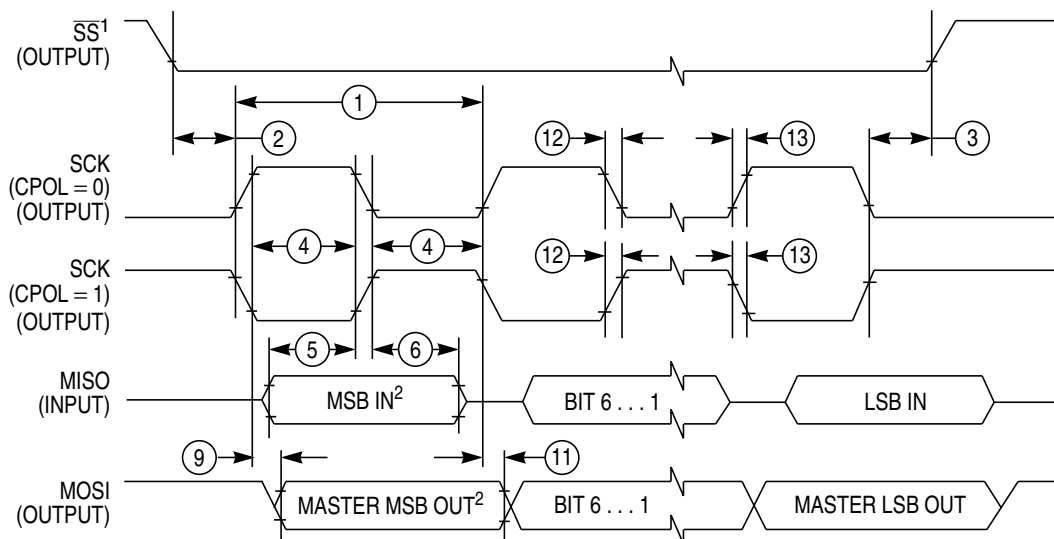 SS¹
(OUTPUT)
1
2
12
13
3
SCK
(CPOL = 0)
(OUTPUT)
4
4
SCK
(CPOL = 1)
(OUTPUT)
12
13
5
6
MISO
(INPUT)
MSB IN²
BIT 6 . . . 1
LSB IN
9
11
MOSI
(OUTPUT)
MASTER MSB OUT²
BIT 6 . . . 1
MASTER LSB OUT